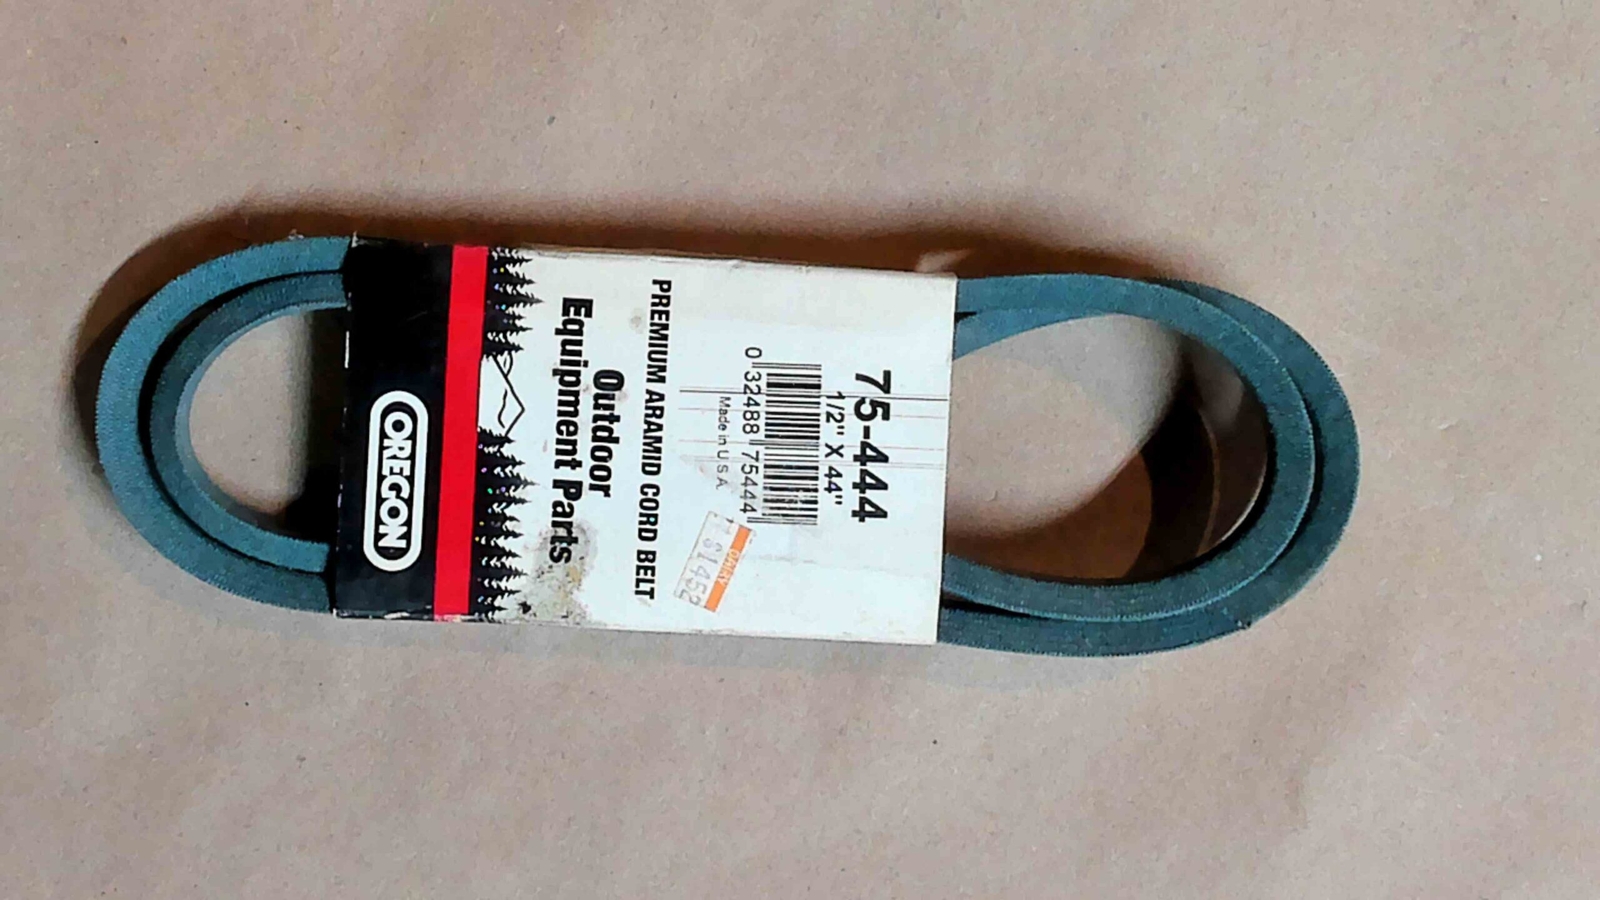 OREGON
Outdoor
Equipment Parts
PREMIUM ARAMID CORD BELT
Made in U S A
0 32488 75444
1/2" X 44"
75-444